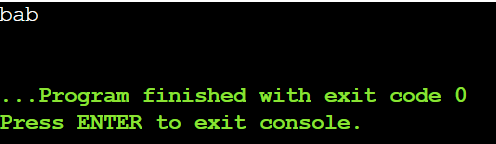 bab
...Program finished with exit code 0
Press ENTER to exit console.